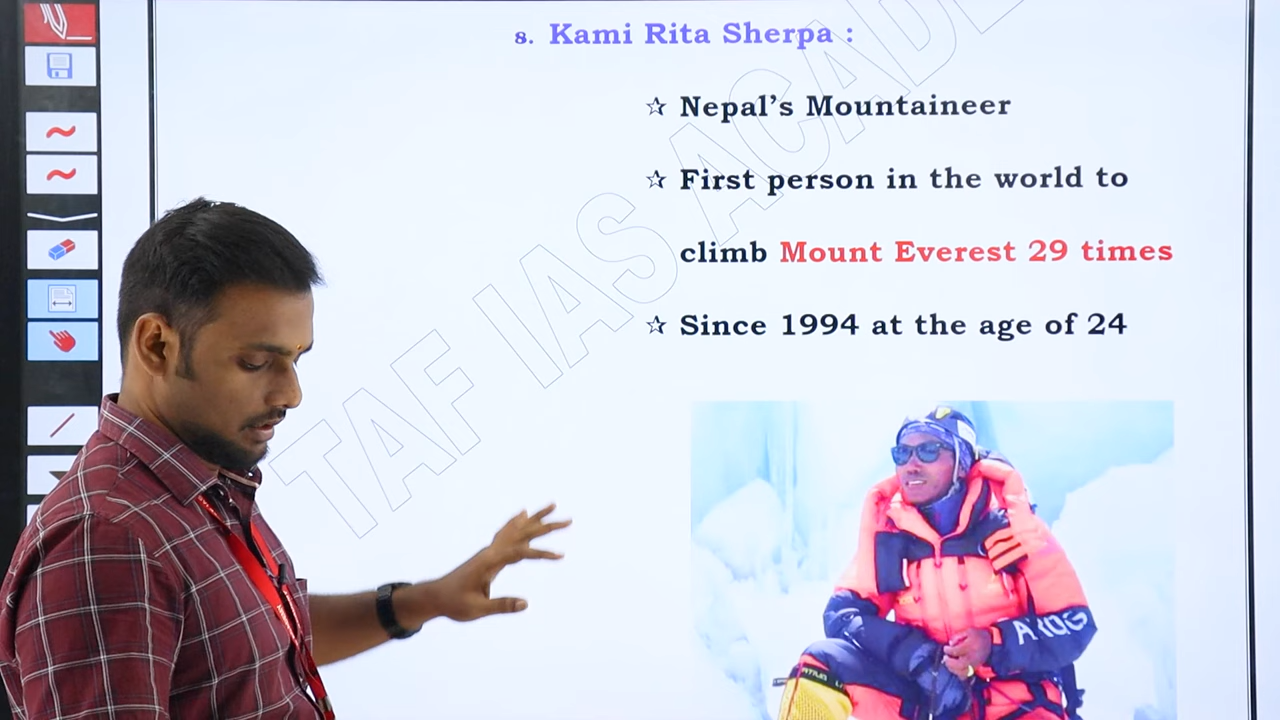 8. Kami Rita Sherpa :
☆ Nepal's Mountaineer
☆ First person in the world to
climb Mount Everest 29 times
☆ Since 1994 at the age of 24
TAF IAS ACADE